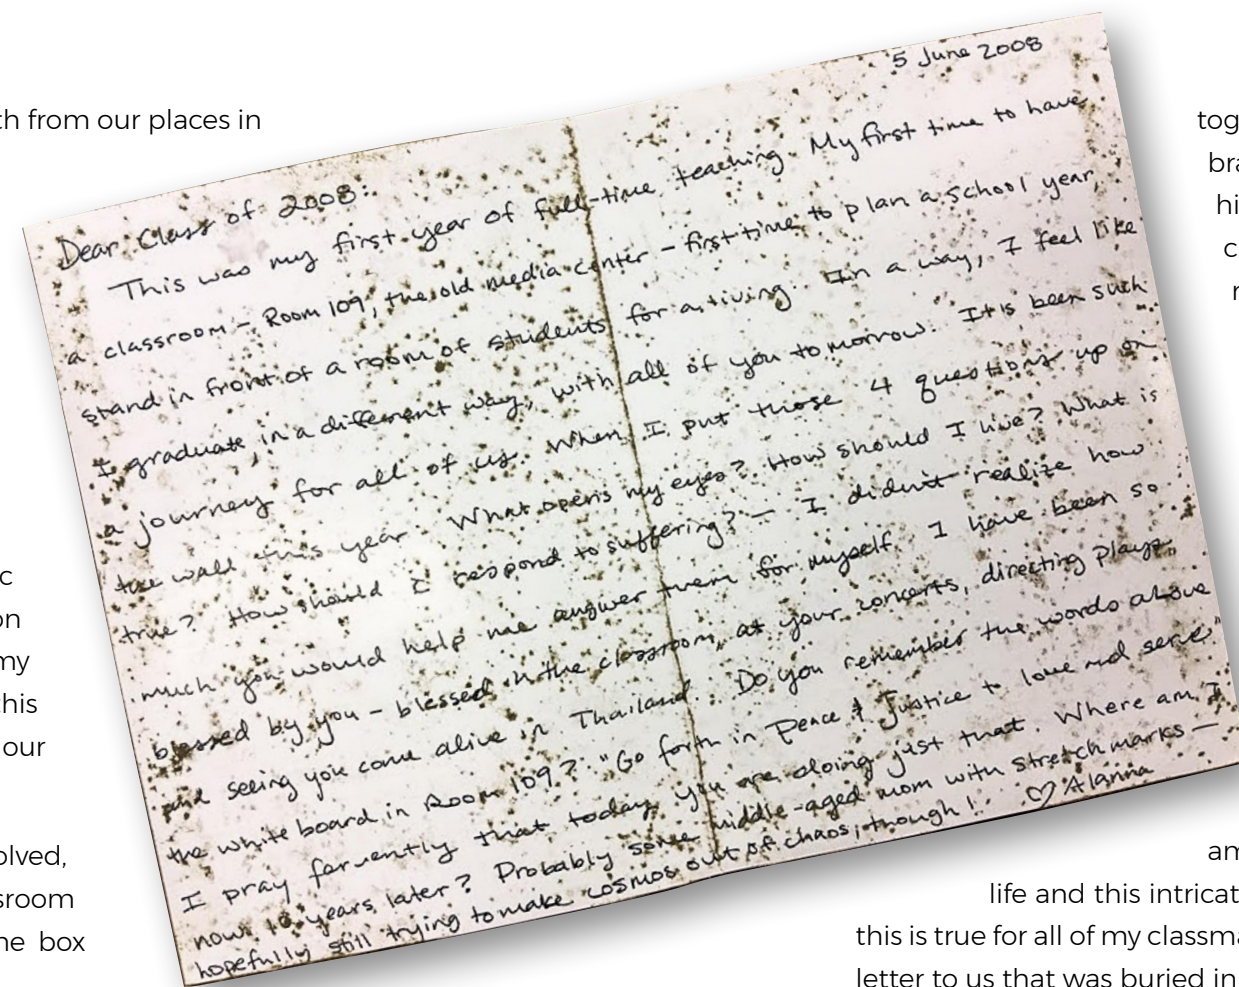 th from our places in
5 June 2008
Dear Class of 2008:
This was my first year of full-time teaching. My first time to have
a classroom - Room 109, the old media center - first time to plan a school year,
stand in front of a room of students for a living. In a way, I feel like
I graduate, in a different way, with all of you tomorrow. It is been such
a journey for all of us. When I put those 4 questions up on
the wall this year What opens my eyes? How should I live? What is
true? How should I respond to suffering? - I didn't realize how
much you would help me answer them for myself. I have been so
blessed by you - blessed in the classroom, at your concerts, directing plays,
and seeing you come alive in Thailand. Do you remember the words above
the white board in Room 109? "Go forth in Peace & Justice to love and serve"
I pray fervently that today you are doing just that. Where am I
now 10 years later? Probably some middle-aged mom with stretch marks -
hopefully still trying to make cosmos out of chaos, though! ♡ Alanna
tog
bra
hi
c
r
c
on
my
this
our
olved,
sroom
ne box
am
life and this intricat
this is true for all of my classma
letter to us that was buried in